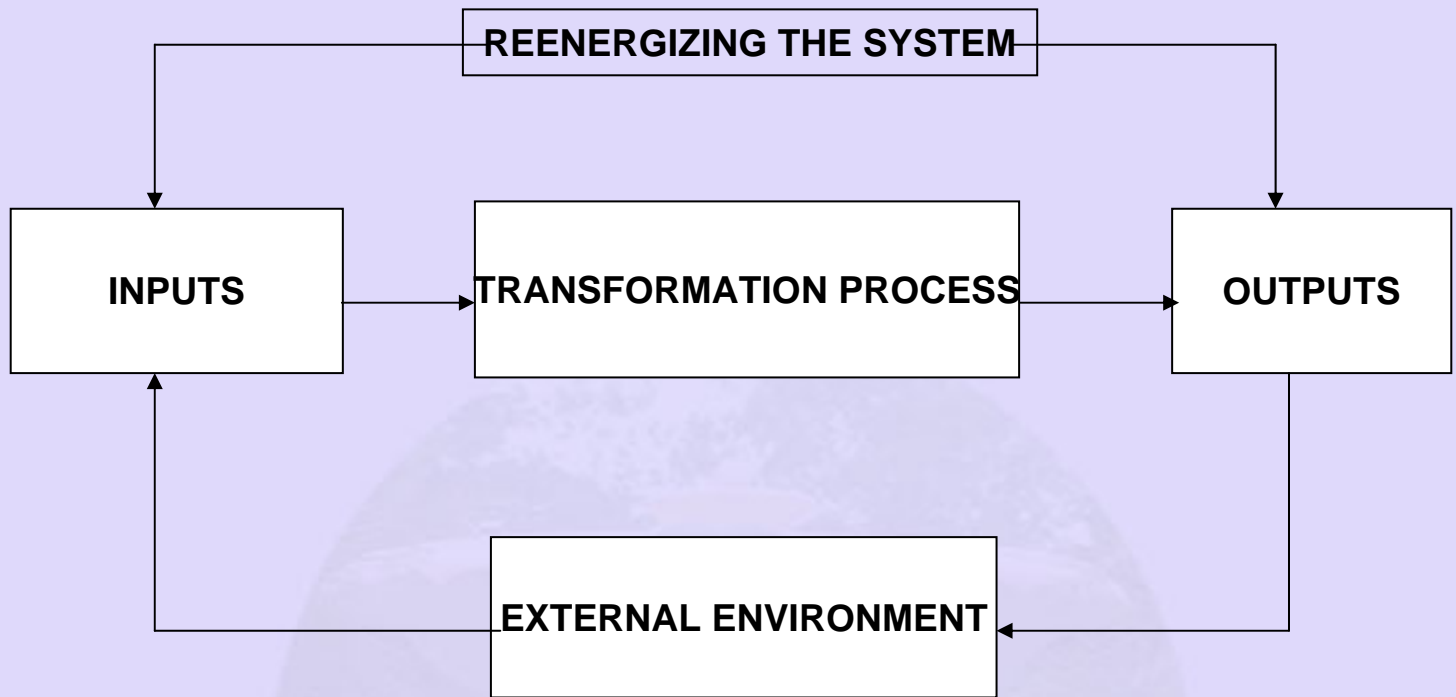 REENERGIZING THE SYSTEM
INPUTS
TRANSFORMATION PROCESS
OUTPUTS
EXTERNAL ENVIRONMENT